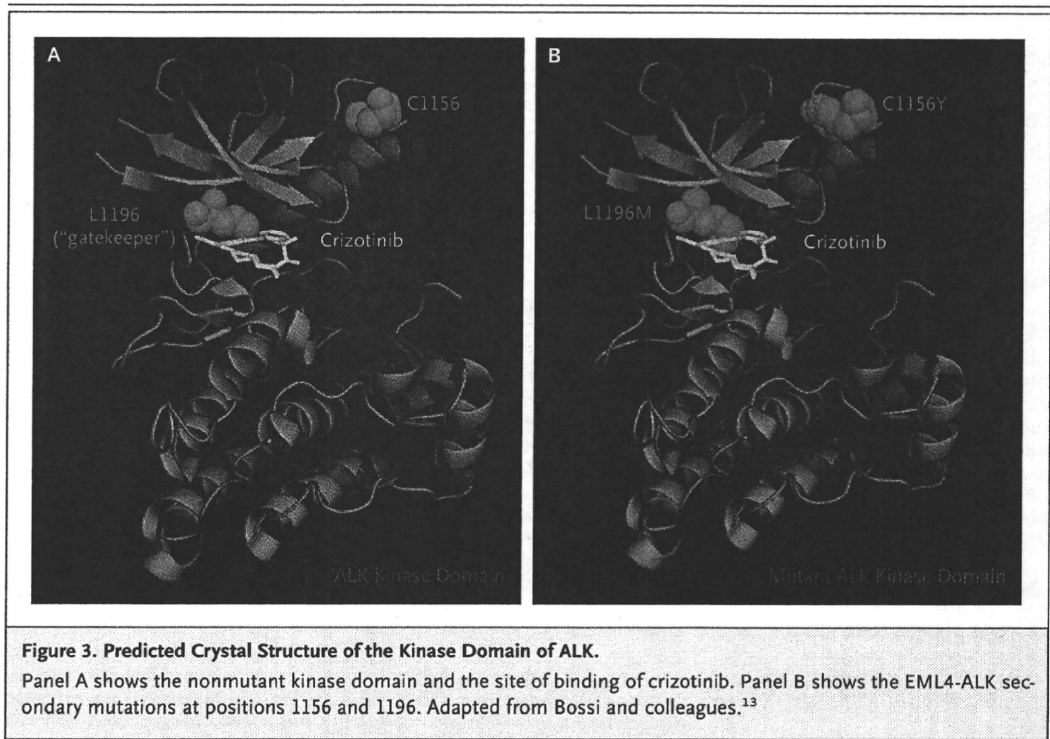 A
C1156
L1196
("gatekeeper")
Crizotinib
ALK Kinase Domain
B
C1156Y
L1196M
Crizotinib
Mutant ALK Kinase Domain
Figure 3. Predicted Crystal Structure of the Kinase Domain of ALK.
Panel A shows the nonmutant kinase domain and the site of binding of crizotinib. Panel B shows the EML4-ALK sec-
ondary mutations at positions 1156 and 1196. Adapted from Bossi and colleagues.13